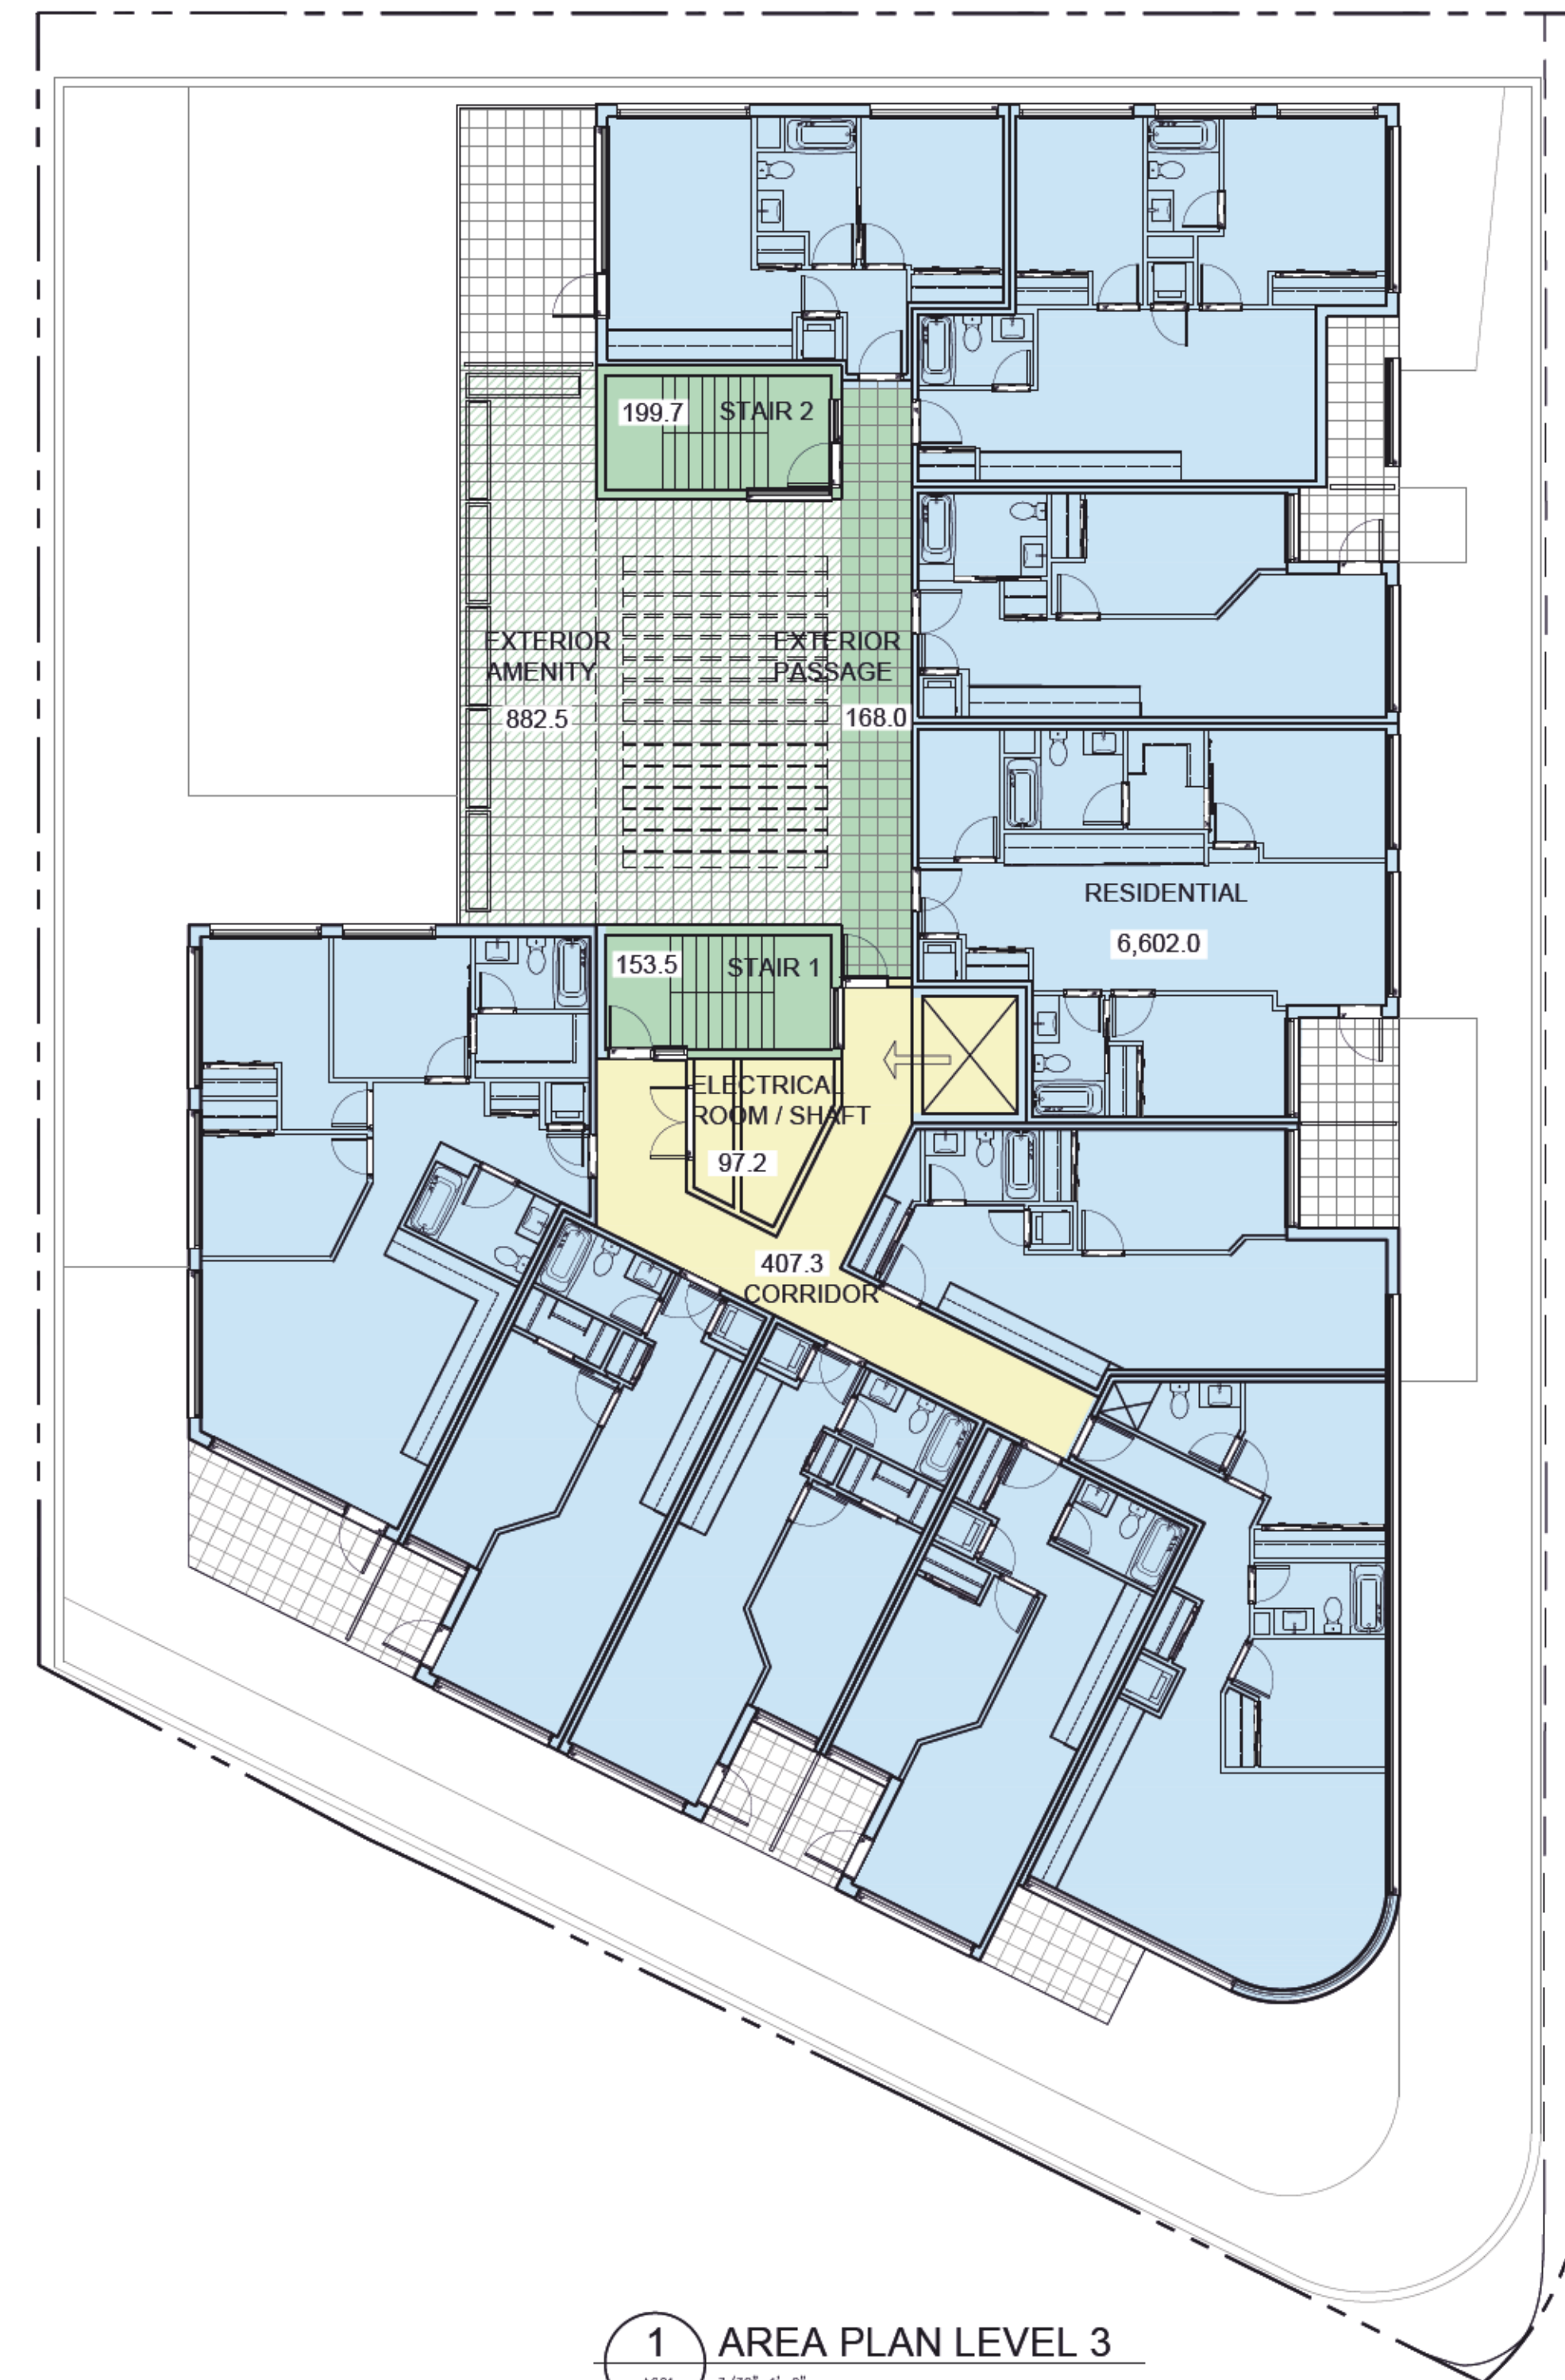 199.7 STAIR 2
EXTERIOR
AMENITY
882.5
EXTERIOR
PASSAGE
168.0
RESIDENTIAL
6,602.0
153.5 STAIR 1
ELECTRICAL
ROOM / SHAFT
97.2
407.3
CORRIDOR
1 AREA PLAN LEVEL 3